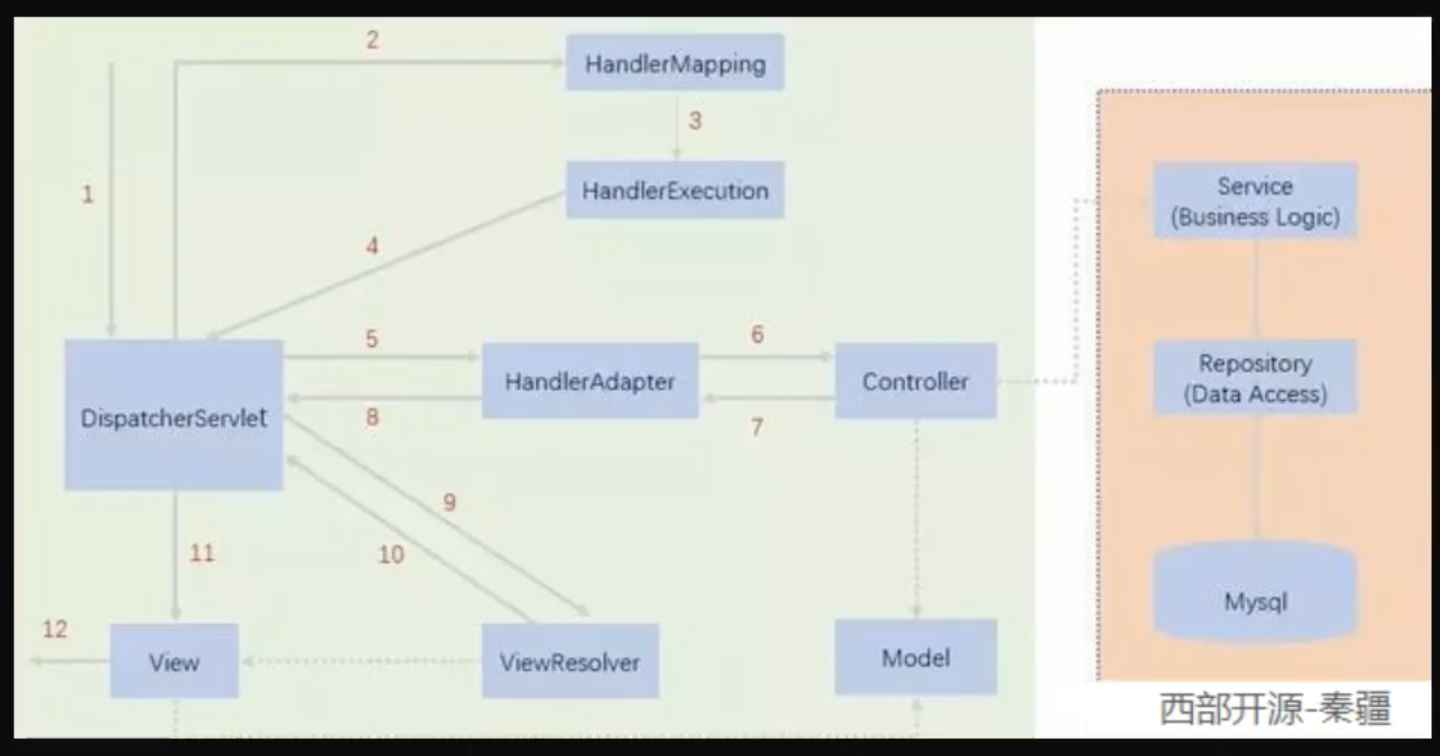 2
HandlerMapping
3
HandlerExecution
1
4
Service
(Business Logic)
5
6
DispatcherServlet
HandlerAdapter
Controller
8
7
Repository
(Data Access)
9
10
11
12
View
ViewResolver
Model
Mysql
西部开源-秦疆